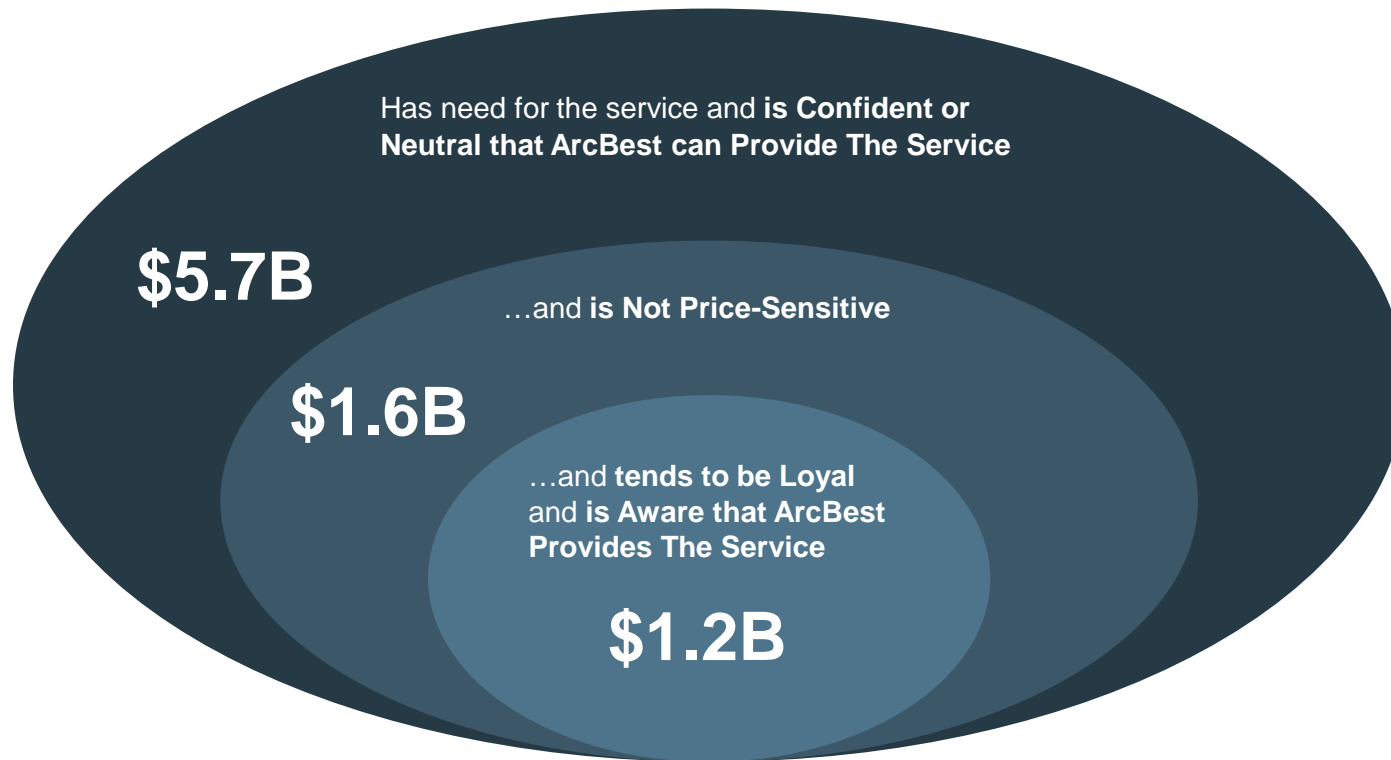 Has need for the service and is Confident or
Neutral that ArcBest can Provide The Service
$5.7B
…and is Not Price-Sensitive
$1.6B
…and tends to be Loyal
and is Aware that ArcBest
Provides The Service
$1.2B